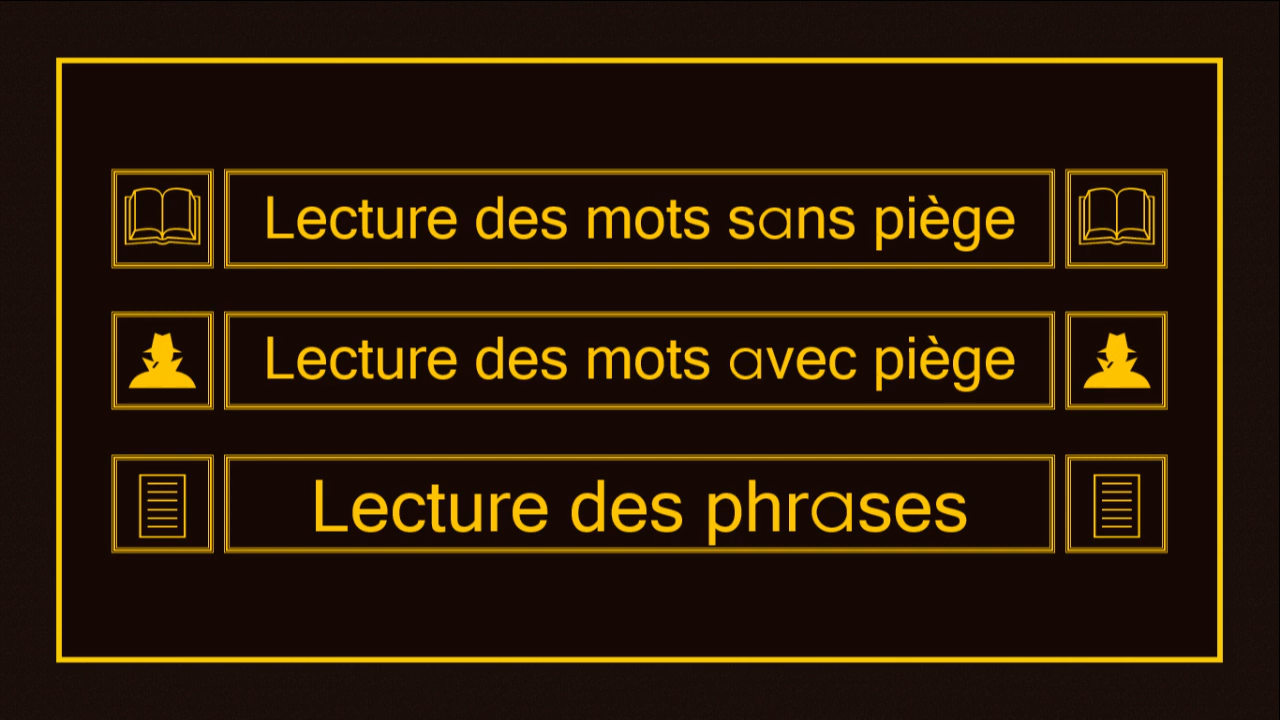 Lecture des mots sans piège
Lecture des mots avec piège
Lecture des phrases